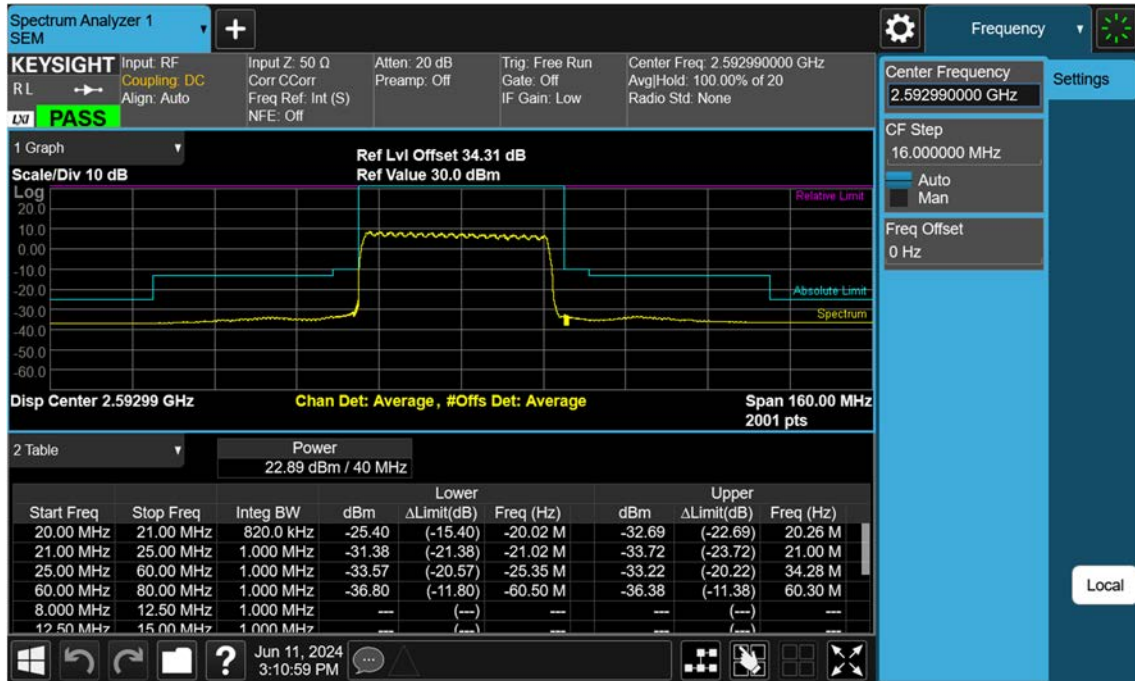 Spectrum Analyzer 1
SEM
Frequency
KEYSIGHT
RL
LXI PASS
Input: RF
Coupling: DC
Align: Auto
Input Z: 50 Ω
Corr CCorr
Freq Ref: Int (S)
NFE: Off
Atten: 20 dB
Preamp: Off
Trig: Free Run
Gate: Off
IF Gain: Low
Center Freq: 2.592990000 GHz
Avg|Hold: 100.00% of 20
Radio Std: None
Center Frequency
2.592990000 GHz
Settings
CF Step
16.000000 MHz
Auto
Man
Freq Offset
0 Hz
Local
1 Graph
Scale/Div 10 dB
Ref Lvl Offset 34.31 dB
Ref Value 30.0 dBm
Log
20.0
10.0
0.00
-10.0
-20.0
-30.0
-40.0
-50.0
-60.0
Relative Limit
Absolute Limit
Spectrum
Disp Center 2.59299 GHz
Chan Det: Average, #Offs Det: Average
Span 160.00 MHz
2001 pts
2 Table
Power
22.89 dBm / 40 MHz
Lower Upper
Start Freq Stop Freq Integ BW dBm ΔLimit(dB) Freq (Hz) dBm ΔLimit(dB) Freq (Hz)
20.00 MHz 21.00 MHz 820.0 kHz -25.40 (-15.40) -20.02 M -32.69 (-22.69) 20.26 M
21.00 MHz 25.00 MHz 1.000 MHz -31.38 (-21.38) -21.02 M -33.72 (-23.72) 21.00 M
25.00 MHz 60.00 MHz 1.000 MHz -33.57 (-20.57) -25.35 M -33.22 (-20.22) 34.28 M
60.00 MHz 80.00 MHz 1.000 MHz -36.80 (-11.80) -60.50 M -36.38 (-11.38) 60.30 M
8.000 MHz 12.50 MHz 1.000 MHz --- (---) --- --- (---) ---
12.50 MHz 15.00 MHz 1.000 MHz --- (---) --- --- (---) ---
Jun 11, 2024
3:10:59 PM